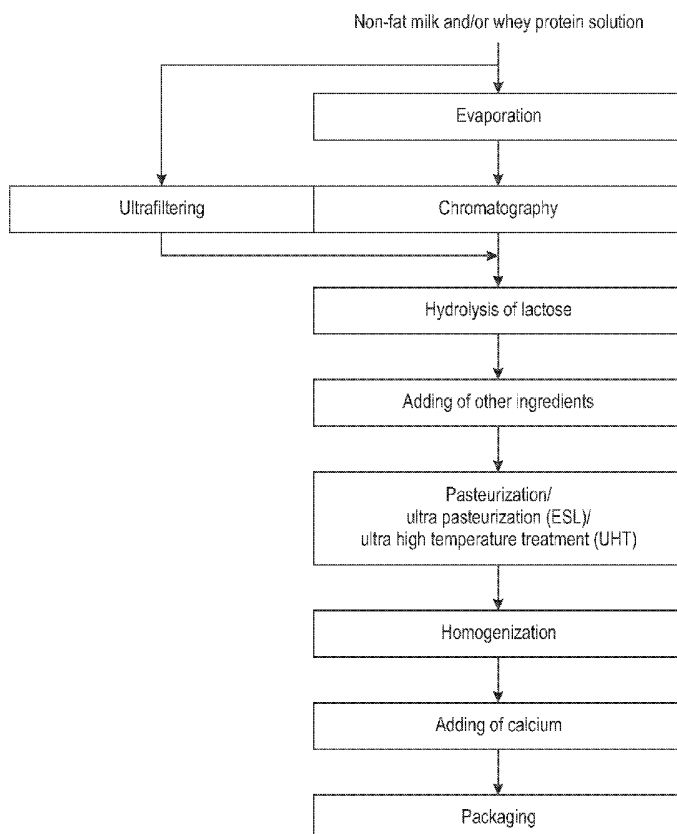 Non-fat milk and/or whey protein solution
Evaporation
Ultrafiltering
Chromatography
Hydrolysis of lactose
Adding of other ingredients
Pasteurization/
ultra pasteurization (ESL)/
ultra high temperature treatment (UHT)
Homogenization
Adding of calcium
Packaging